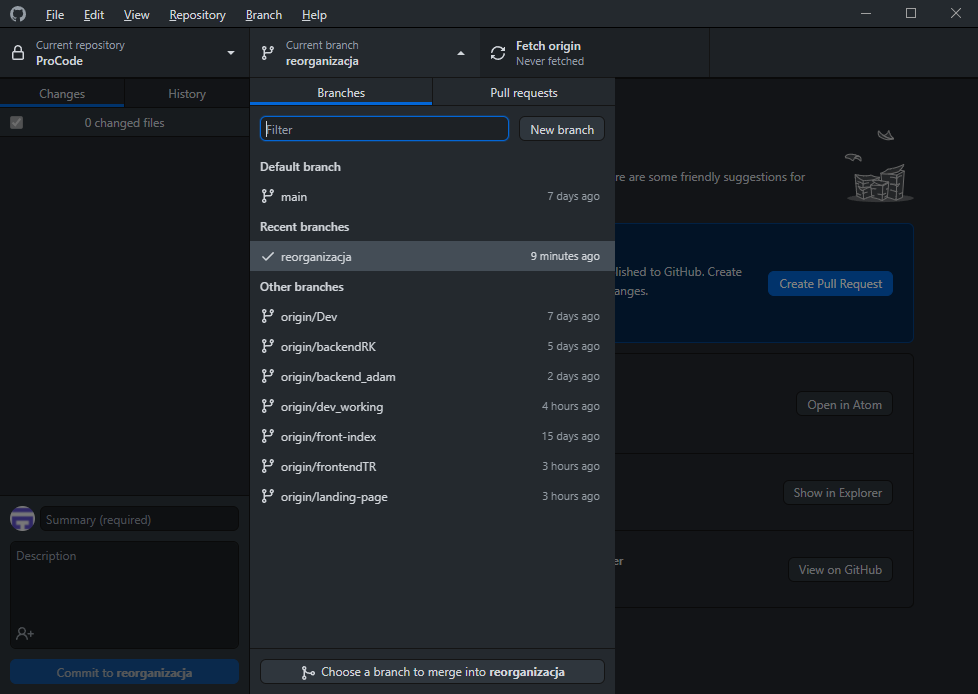 File Edit View Repository Branch Help
Current repository
ProCode
Current branch
reorganizacja
Fetch origin
Never fetched
Changes History
0 changed files
Branches Pull requests
Filter New branch
Default branch
main 7 days ago
Recent branches
reorganizacja 9 minutes ago
Other branches
origin/Dev 7 days ago
origin/backendRK 5 days ago
origin/backend_adam 2 days ago
origin/dev_working 4 hours ago
origin/front-index 15 days ago
origin/frontendTR 3 hours ago
origin/landing-page 3 hours ago
Choose a branch to merge into reorganizacja
re are some friendly suggestions for
lished to GitHub. Create
anges.
Create Pull Request
Open in Atom
Show in Explorer
er
View on GitHub
Summary (required)
Description
Commit to reorganizacja